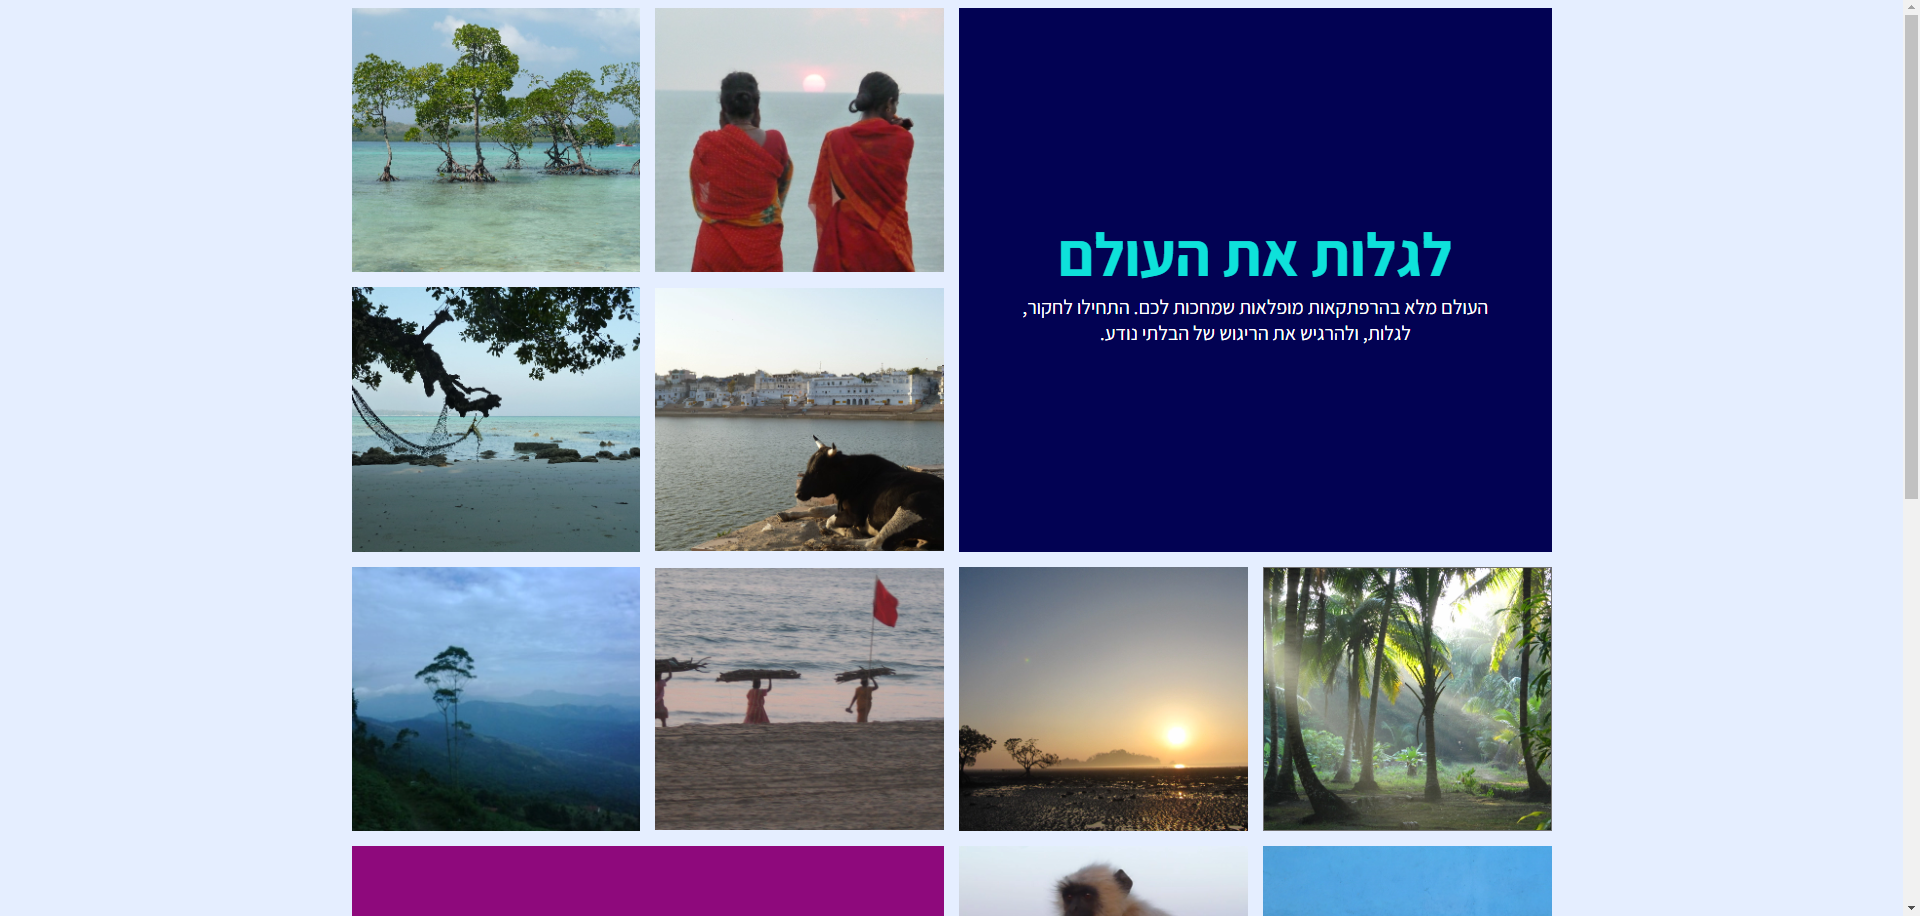 לגלות את העולם
העולם מלא בהרפתקאות מופלאות שמחכות לכם. התחילו לחקור,
לגלות, ולהרגיש את הריגוש של הבלתי נודע.